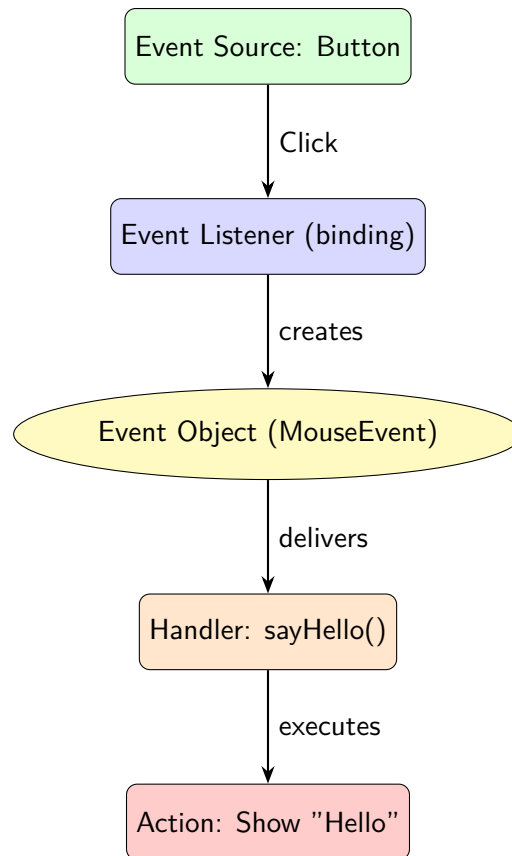 Event Source: Button
Click
Event Listener (binding)
creates
Event Object (MouseEvent)
delivers
Handler: sayHello()
executes
Action: Show ”Hello”